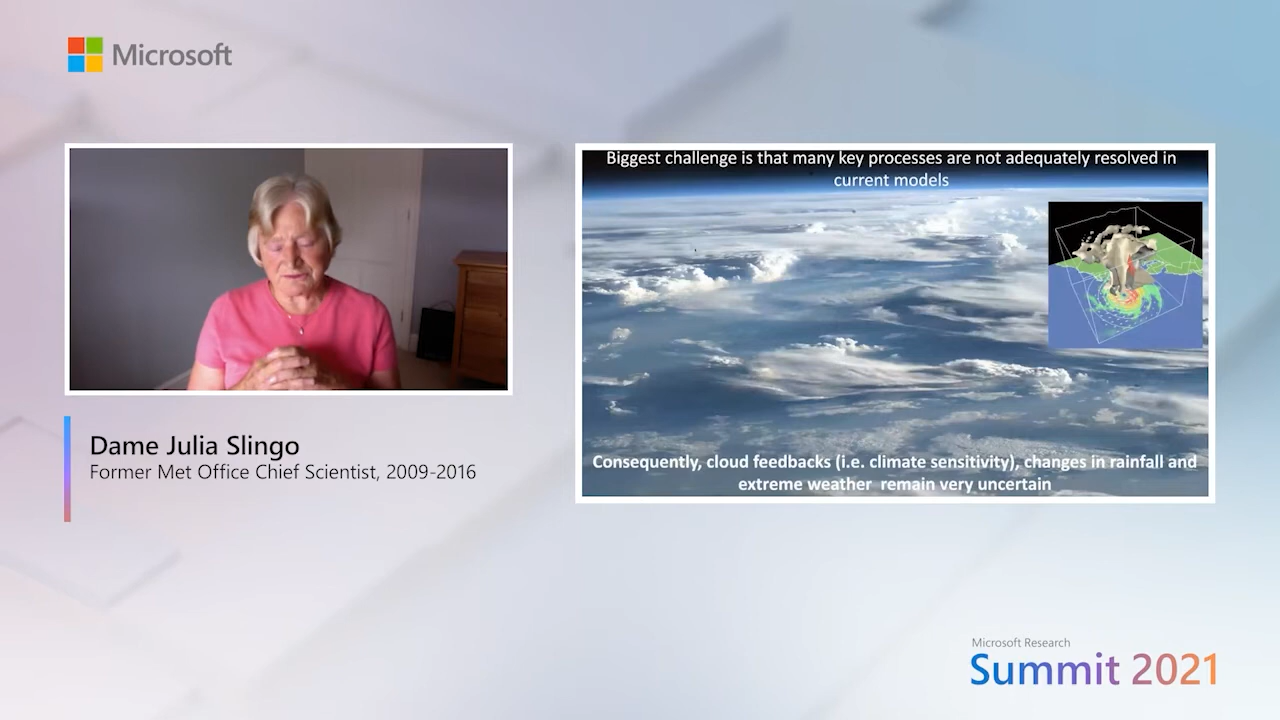 Microsoft
Biggest challenge is that many key processes are not adequately resolved in
current models
Consequently, cloud feedbacks (i.e. climate sensitivity), changes in rainfall and
extreme weather remain very uncertain
Dame Julia Slingo
Former Met Office Chief Scientist, 2009-2016
Microsoft Research
Summit 2021